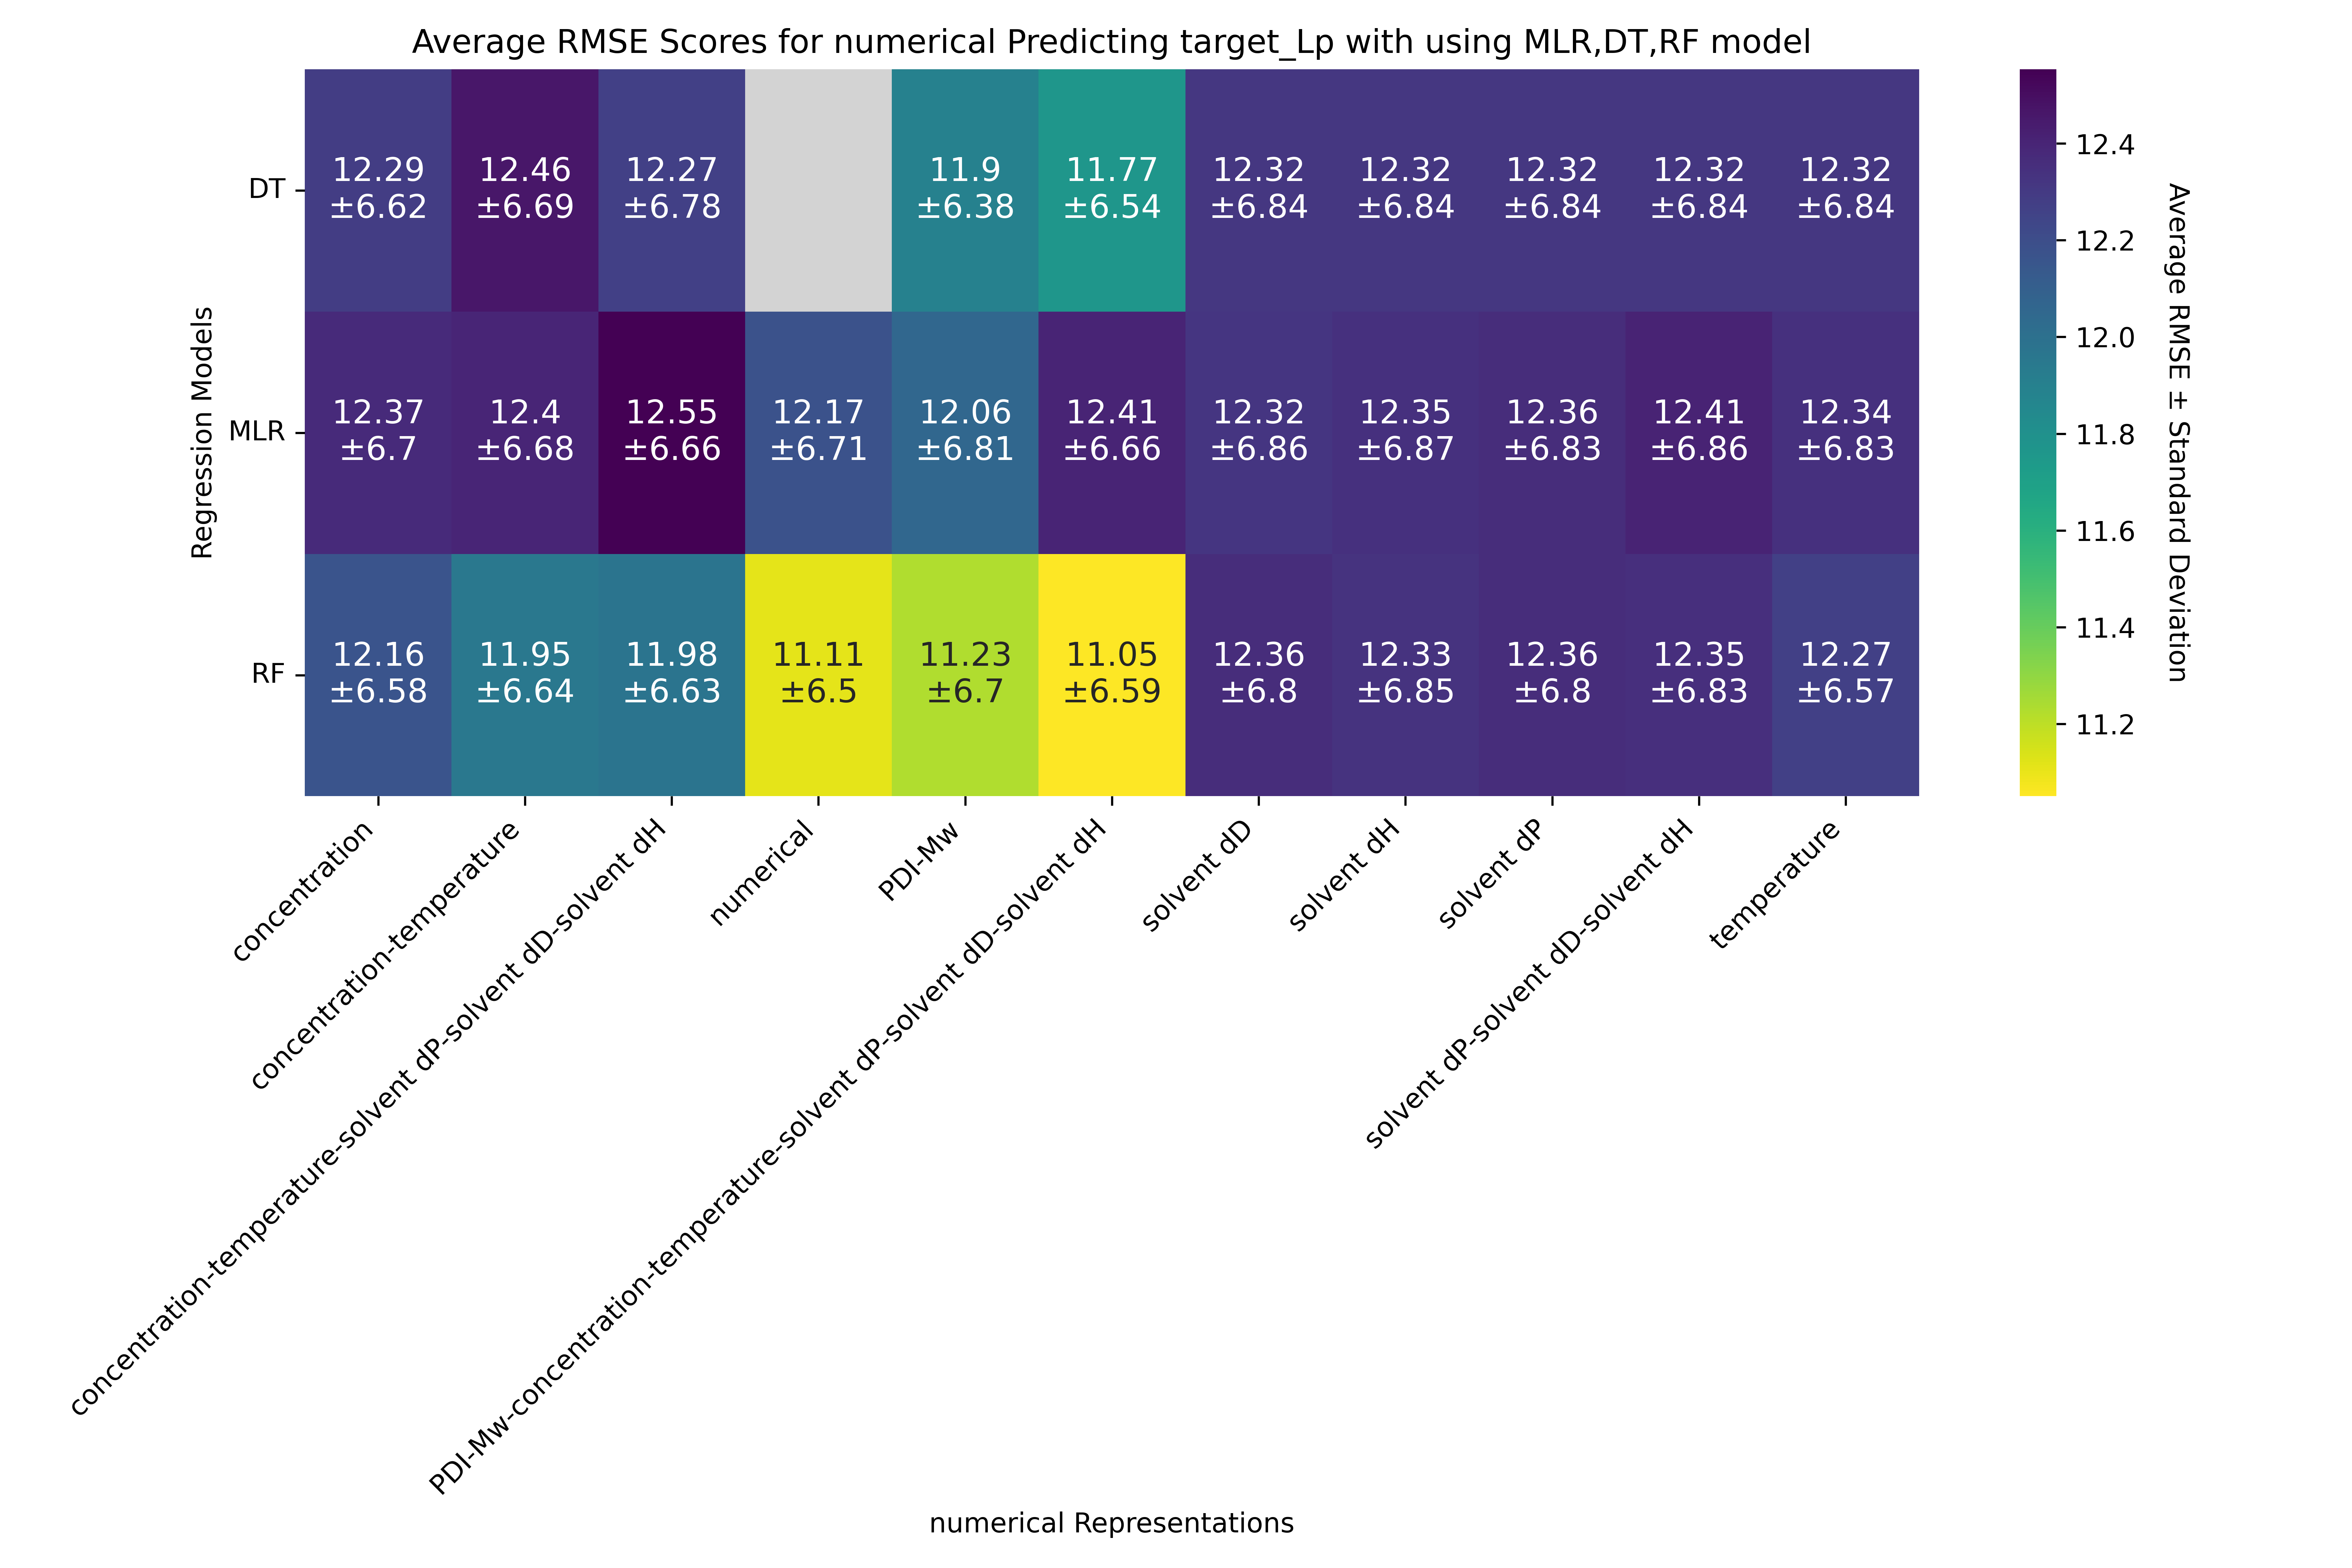 Average RMSE Scores for numerical Predicting target_Lp with using MLR,DT,RF model
Regression Models
DT
12.29 12.46 12.27 11.9 11.77 12.32 12.32 12.32 12.32 12.32
±6.62 ±6.69 ±6.78 ±6.38 ±6.54 ±6.84 ±6.84 ±6.84 ±6.84 ±6.84
MLR
12.37 12.4 12.55 12.17 12.06 12.41 12.32 12.35 12.36 12.41 12.34
±6.7 ±6.68 ±6.66 ±6.71 ±6.81 ±6.66 ±6.86 ±6.87 ±6.83 ±6.86 ±6.83
RF
12.16 11.95 11.98 11.11 11.23 11.05 12.36 12.33 12.36 12.35 12.27
±6.58 ±6.64 ±6.63 ±6.5 ±6.7 ±6.59 ±6.8 ±6.85 ±6.8 ±6.83 ±6.57
concentration
concentration-temperature
concentration-temperature-solvent dP-solvent dD-solvent dH
numerical
PDI-Mw
PDI-Mw-concentration-temperature-solvent dP-solvent dD-solvent dH
solvent dD
solvent dH
solvent dP
solvent dP-solvent dD-solvent dH
temperature
numerical Representations
12.4
12.2
12.0
11.8
11.6
11.4
11.2
Average RMSE ± Standard Deviation